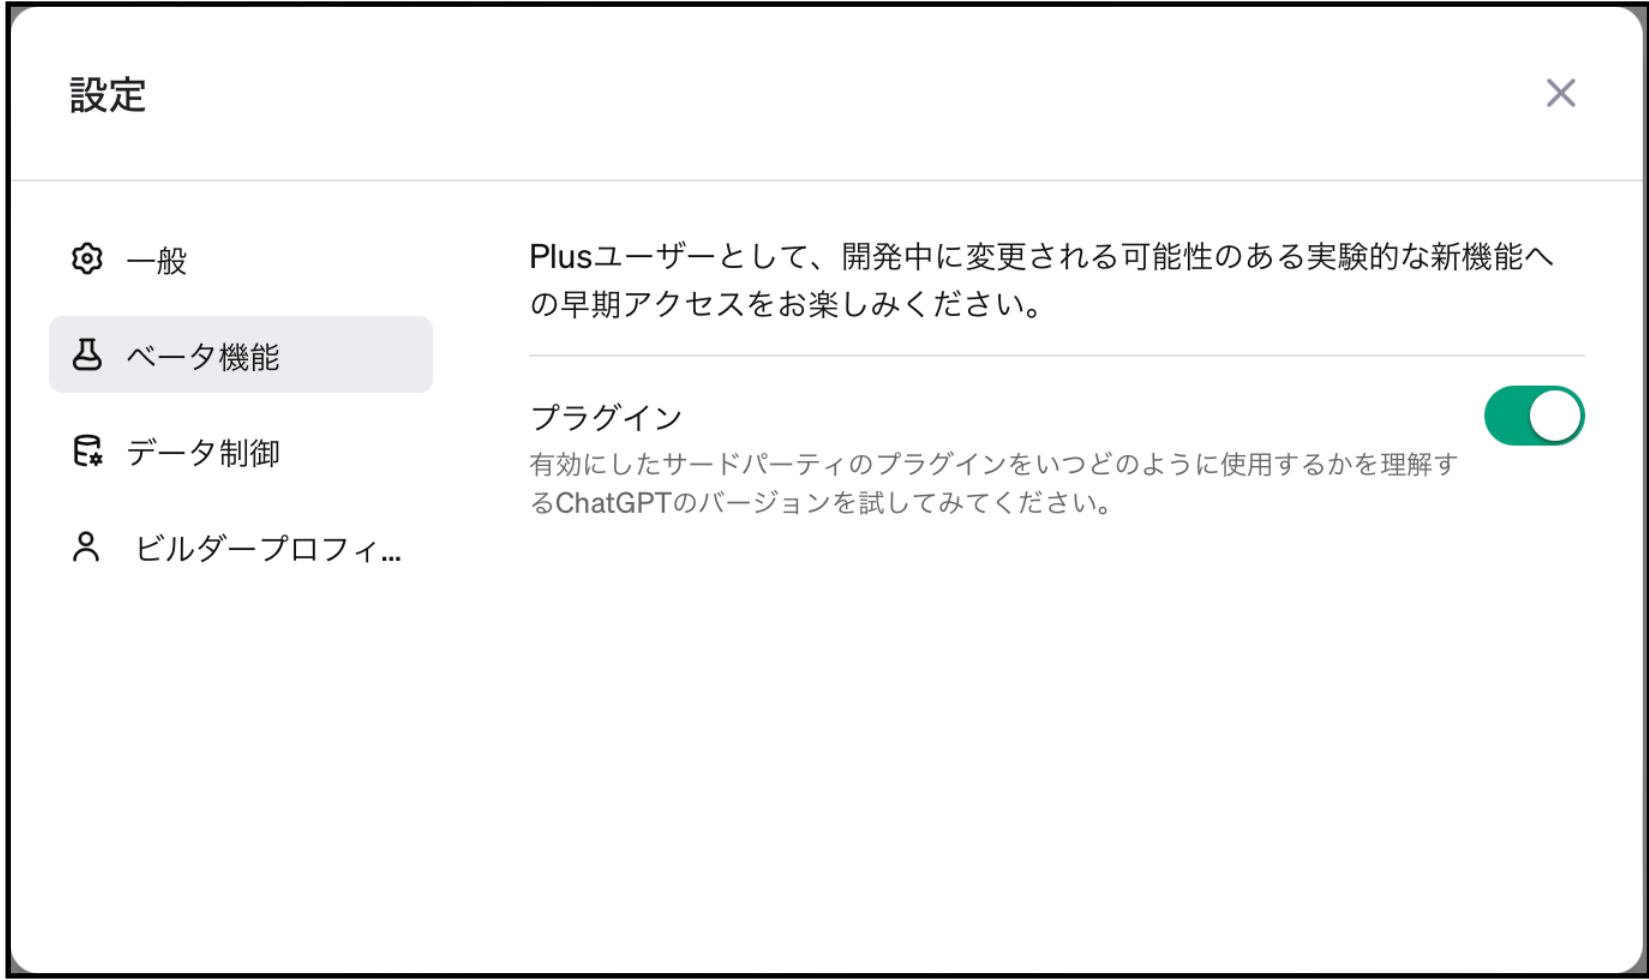 設定
一般
ベータ機能
データ制御
ビルダープロフィ...
Plusユーザーとして、開発中に変更される可能性のある実験的な新機能へ
の早期アクセスをお楽しみください。
プラグイン
有効にしたサードパーティのプラグインをいつどのように使用するかを理解す
るChatGPTのバージョンを試してみてください。